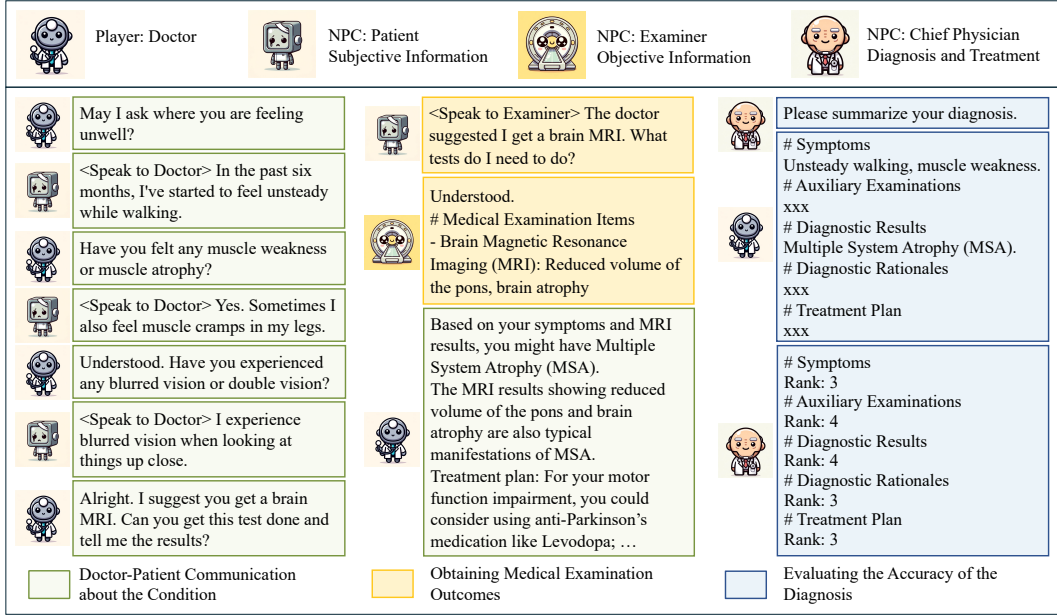 Player: Doctor
NPC: Patient
Subjective Information
NPC: Examiner
Objective Information
NPC: Chief Physician
Diagnosis and Treatment
May I ask where you are feeling
unwell?
<Speak to Doctor> In the past six
months, I've started to feel unsteady
while walking.
Have you felt any muscle weakness
or muscle atrophy?
<Speak to Doctor> Yes. Sometimes I
also feel muscle cramps in my legs.
Understood. Have you experienced
any blurred vision or double vision?
<Speak to Doctor> I experience
blurred vision when looking at
things up close.
Alright. I suggest you get a brain
MRI. Can you get this test done and
tell me the results?
<Speak to Examiner> The doctor
suggested I get a brain MRI. What
tests do I need to do?
Understood.
# Medical Examination Items
- Brain Magnetic Resonance
Imaging (MRI): Reduced volume of
the pons, brain atrophy
Based on your symptoms and MRI
results, you might have Multiple
System Atrophy (MSA).
The MRI results showing reduced
volume of the pons and brain
atrophy are also typical
manifestations of MSA.
Treatment plan: For your motor
function impairment, you could
consider using anti-Parkinson's
medication like Levodopa; …
Please summarize your diagnosis.
# Symptoms
Unsteady walking, muscle weakness.
# Auxiliary Examinations
xxx
# Diagnostic Results
Multiple System Atrophy (MSA).
# Diagnostic Rationales
xxx
# Treatment Plan
xxx
# Symptoms
Rank: 3
# Auxiliary Examinations
Rank: 4
# Diagnostic Results
Rank: 4
# Diagnostic Rationales
Rank: 3
# Treatment Plan
Rank: 3
Doctor-Patient Communication
about the Condition
Obtaining Medical Examination
Outcomes
Evaluating the Accuracy of the
Diagnosis